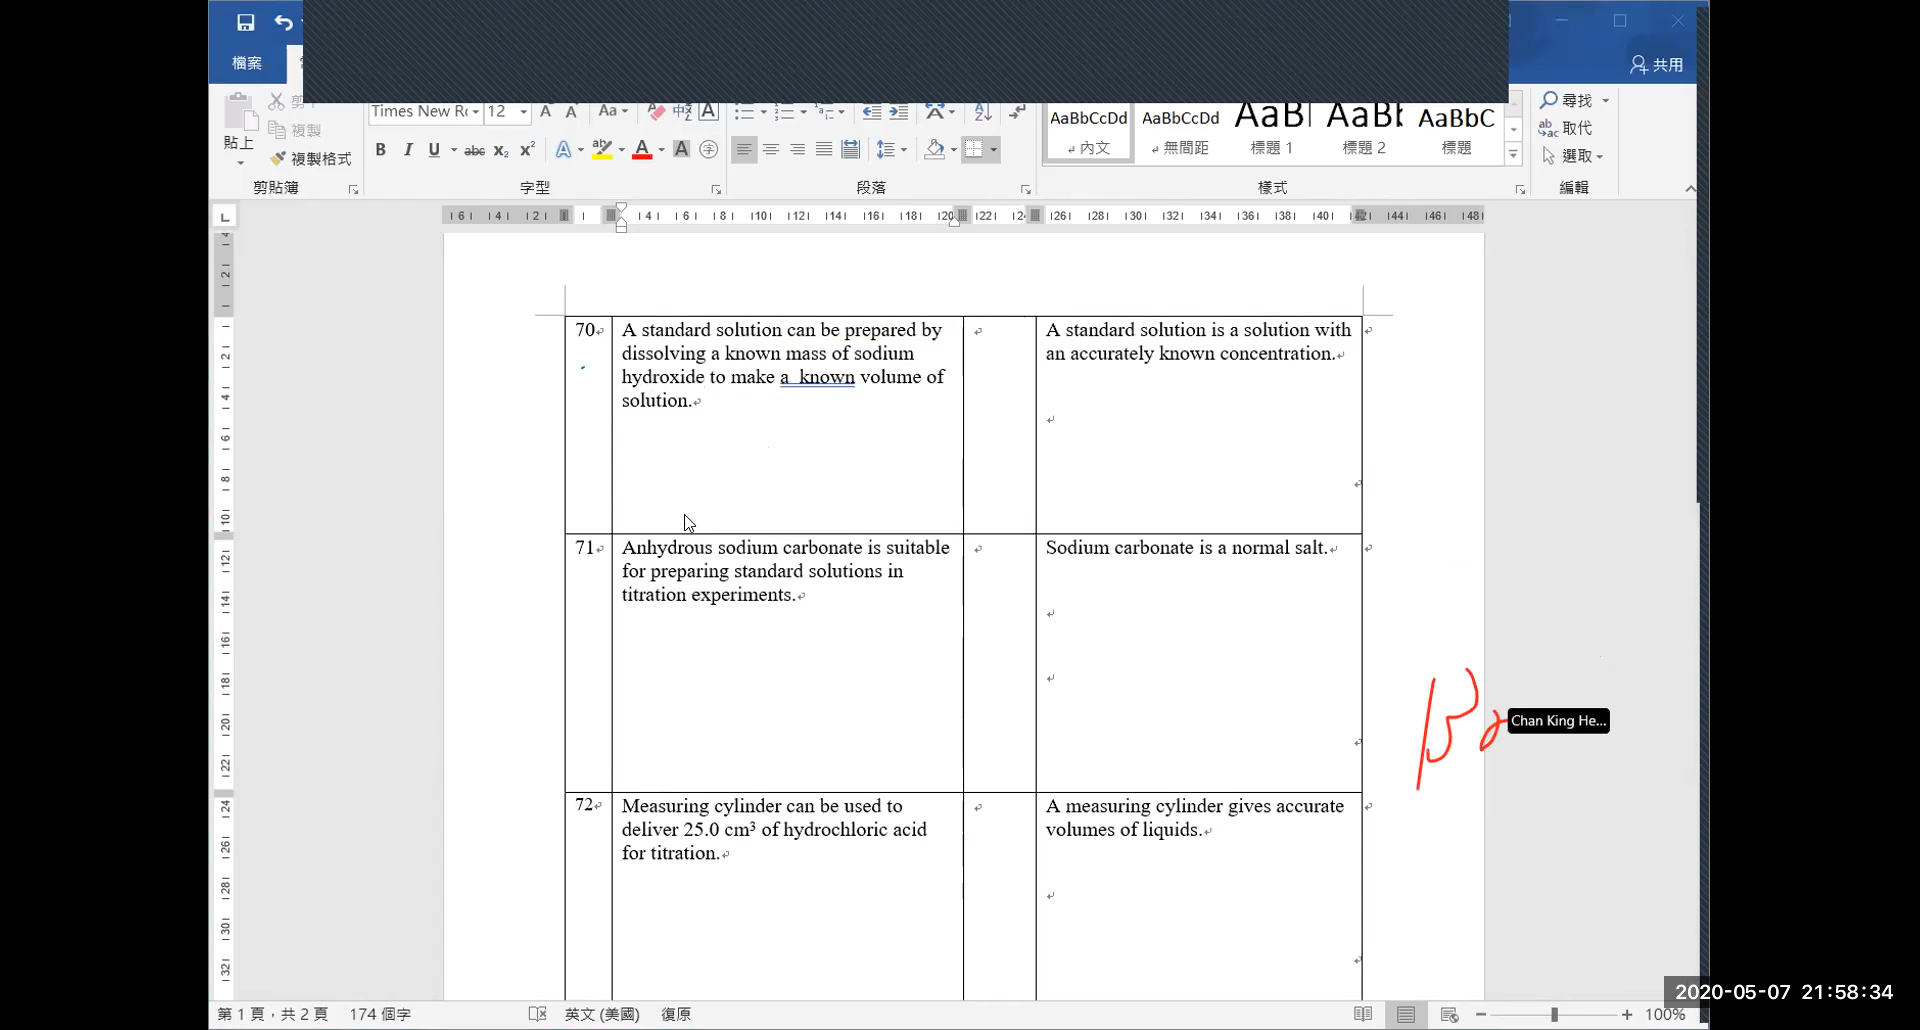 檔案
共用
貼上
複製
複製格式
剪貼簿
Times New R
12
Aa
B I U abc x₂ x² A A A 字
字型
段落
AaBbCcDd
內文
AaBbCcDd
無間距
AaBl
標題 1
AaBb
標題 2
AaBbC
標題
樣式
尋找
取代
選取
編輯
70
A standard solution can be prepared by
dissolving a known mass of sodium
hydroxide to make a known volume of
solution.
A standard solution is a solution with
an accurately known concentration.
71
Anhydrous sodium carbonate is suitable
for preparing standard solutions in
titration experiments.
Sodium carbonate is a normal salt.
Chan King He...
72
Measuring cylinder can be used to
deliver 25.0 cm³ of hydrochloric acid
for titration.
A measuring cylinder gives accurate
volumes of liquids.
2020-05-07 21:58:34
第 1 頁，共 2 頁 174 個字 英文 (美國) 復原 100%